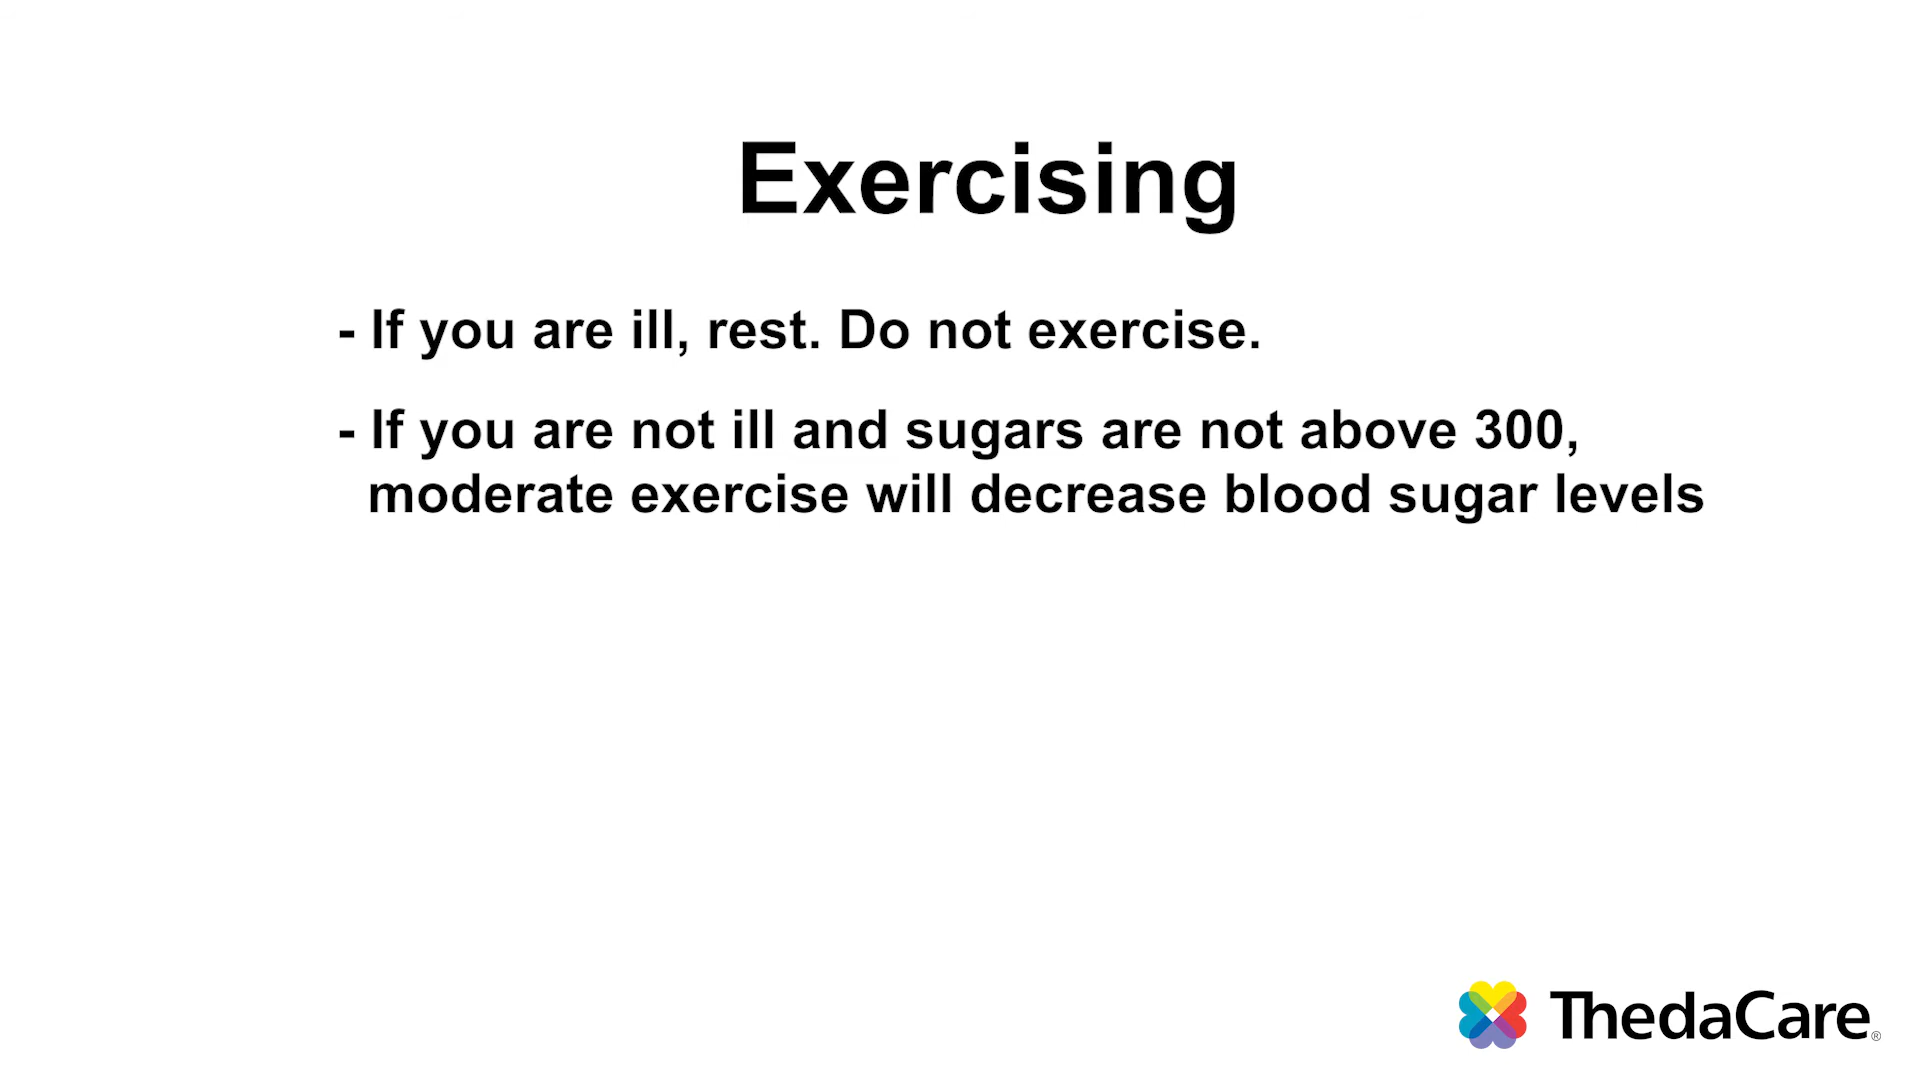 Exercising
- If you are ill, rest. Do not exercise.
- If you are not ill and sugars are not above 300,
moderate exercise will decrease blood sugar levels
ThedaCare®